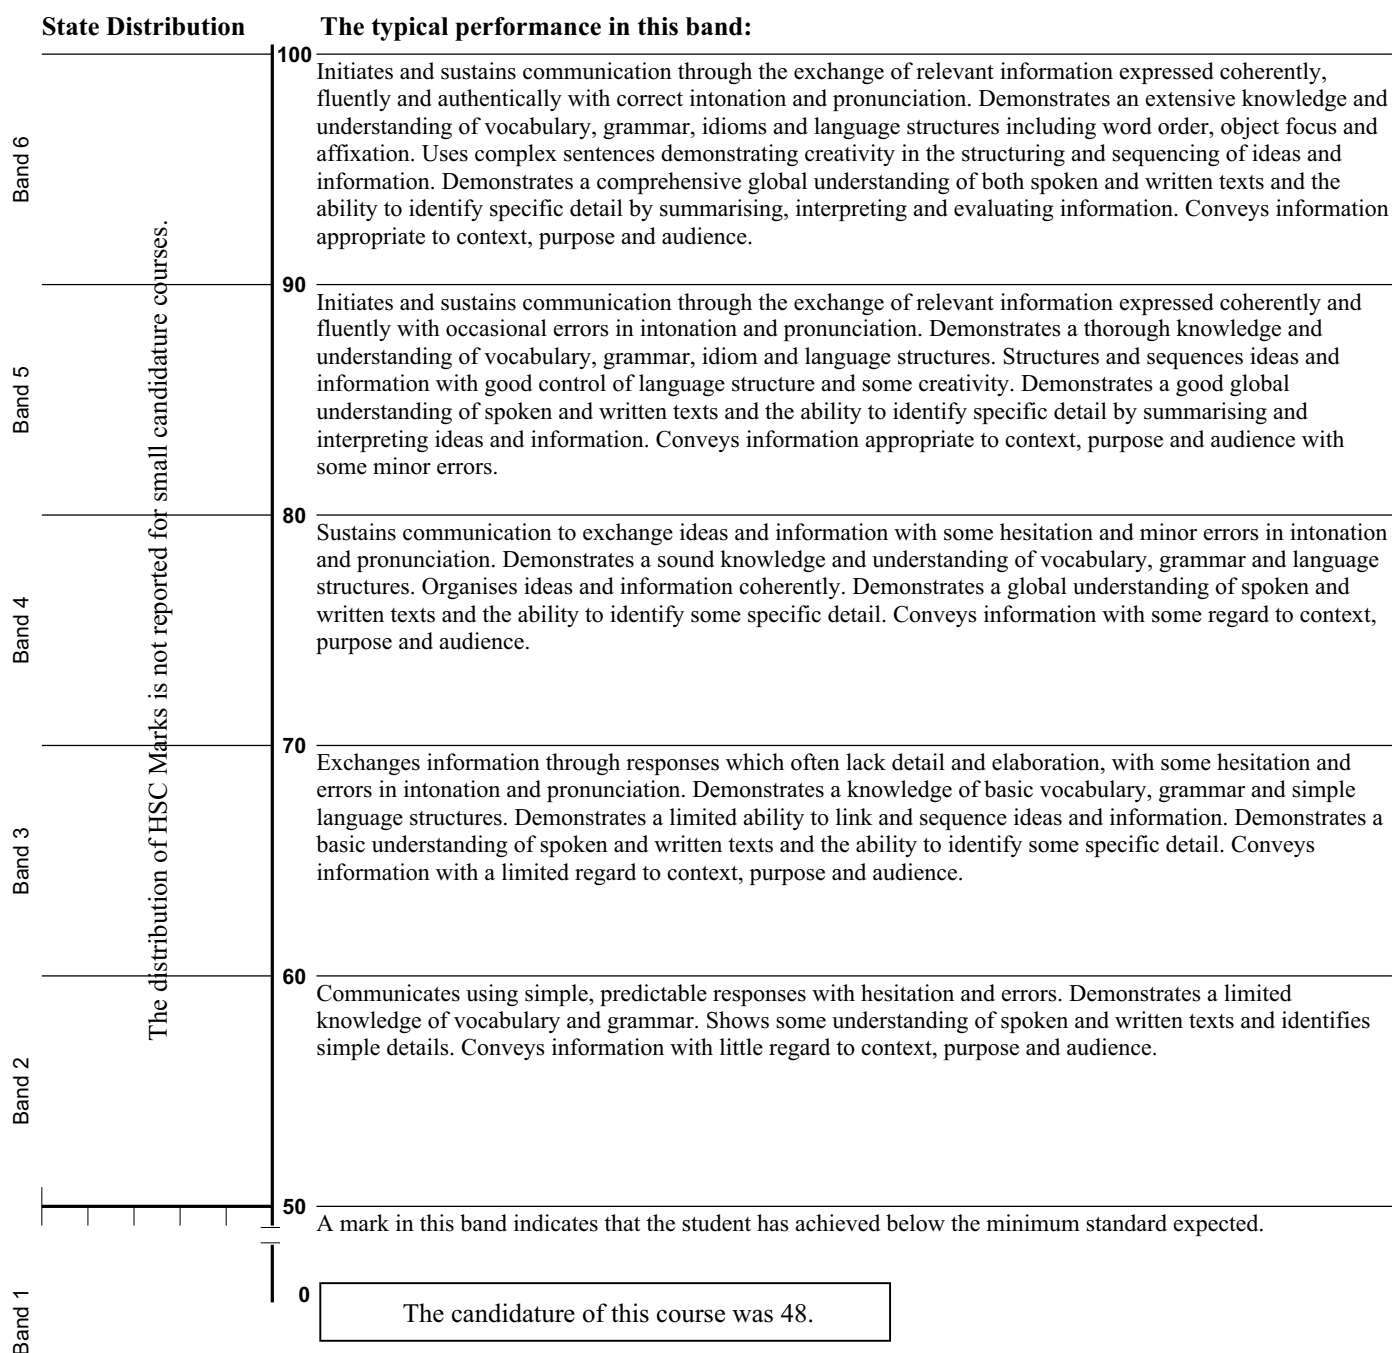 State Distribution
The typical performance in this band:
100
Initiates and sustains communication through the exchange of relevant information expressed coherently,
fluently and authentically with correct intonation and pronunciation. Demonstrates an extensive knowledge and
understanding of vocabulary, grammar, idioms and language structures including word order, object focus and
affixation. Uses complex sentences demonstrating creativity in the structuring and sequencing of ideas and
information. Demonstrates a comprehensive global understanding of both spoken and written texts and the
ability to identify specific detail by summarising, interpreting and evaluating information. Conveys information
appropriate to context, purpose and audience.
Band 6
90
Initiates and sustains communication through the exchange of relevant information expressed coherently and
fluently with occasional errors in intonation and pronunciation. Demonstrates a thorough knowledge and
understanding of vocabulary, grammar, idiom and language structures. Structures and sequences ideas and
information with good control of language structure and some creativity. Demonstrates a good global
understanding of spoken and written texts and the ability to identify specific detail by summarising and
interpreting ideas and information. Conveys information appropriate to context, purpose and audience with
some minor errors.
Band 5
80
Sustains communication to exchange ideas and information with some hesitation and minor errors in intonation
and pronunciation. Demonstrates a sound knowledge and understanding of vocabulary, grammar and language
structures. Organises ideas and information coherently. Demonstrates a global understanding of spoken and
written texts and the ability to identify some specific detail. Conveys information with some regard to context,
purpose and audience.
Band 4
The distribution of HSC Marks is not reported for small candidature courses.
70
Exchanges information through responses which often lack detail and elaboration, with some hesitation and
errors in intonation and pronunciation. Demonstrates a knowledge of basic vocabulary, grammar and simple
language structures. Demonstrates a limited ability to link and sequence ideas and information. Demonstrates a
basic understanding of spoken and written texts and the ability to identify some specific detail. Conveys
information with a limited regard to context, purpose and audience.
Band 3
60
Communicates using simple, predictable responses with hesitation and errors. Demonstrates a limited
knowledge of vocabulary and grammar. Shows some understanding of spoken and written texts and identifies
simple details. Conveys information with little regard to context, purpose and audience.
Band 2
50
A mark in this band indicates that the student has achieved below the minimum standard expected.
0
Band 1
The candidature of this course was 48.